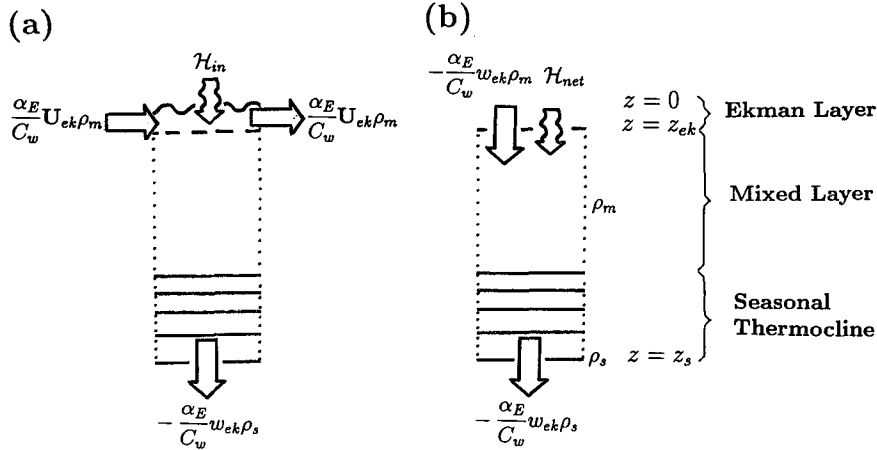 (a)
$\mathcal{H}_{in}$
$\frac{\alpha_E}{C_w}\mathbf{U}_{ek}\rho_m$
$\frac{\alpha_E}{C_w}\mathbf{U}_{ek}\rho_m$
$-\frac{\alpha_E}{C_w}w_{ek}\rho_s$
(b)
$-\frac{\alpha_E}{C_w}w_{ek}\rho_m$
$\mathcal{H}_{net}$
$z = 0$
$z = z_{ek}$
Ekman Layer
$\rho_m$
Mixed Layer
Seasonal
Thermocline
$\rho_s$
$z = z_s$
$-\frac{\alpha_E}{C_w}w_{ek}\rho_s$